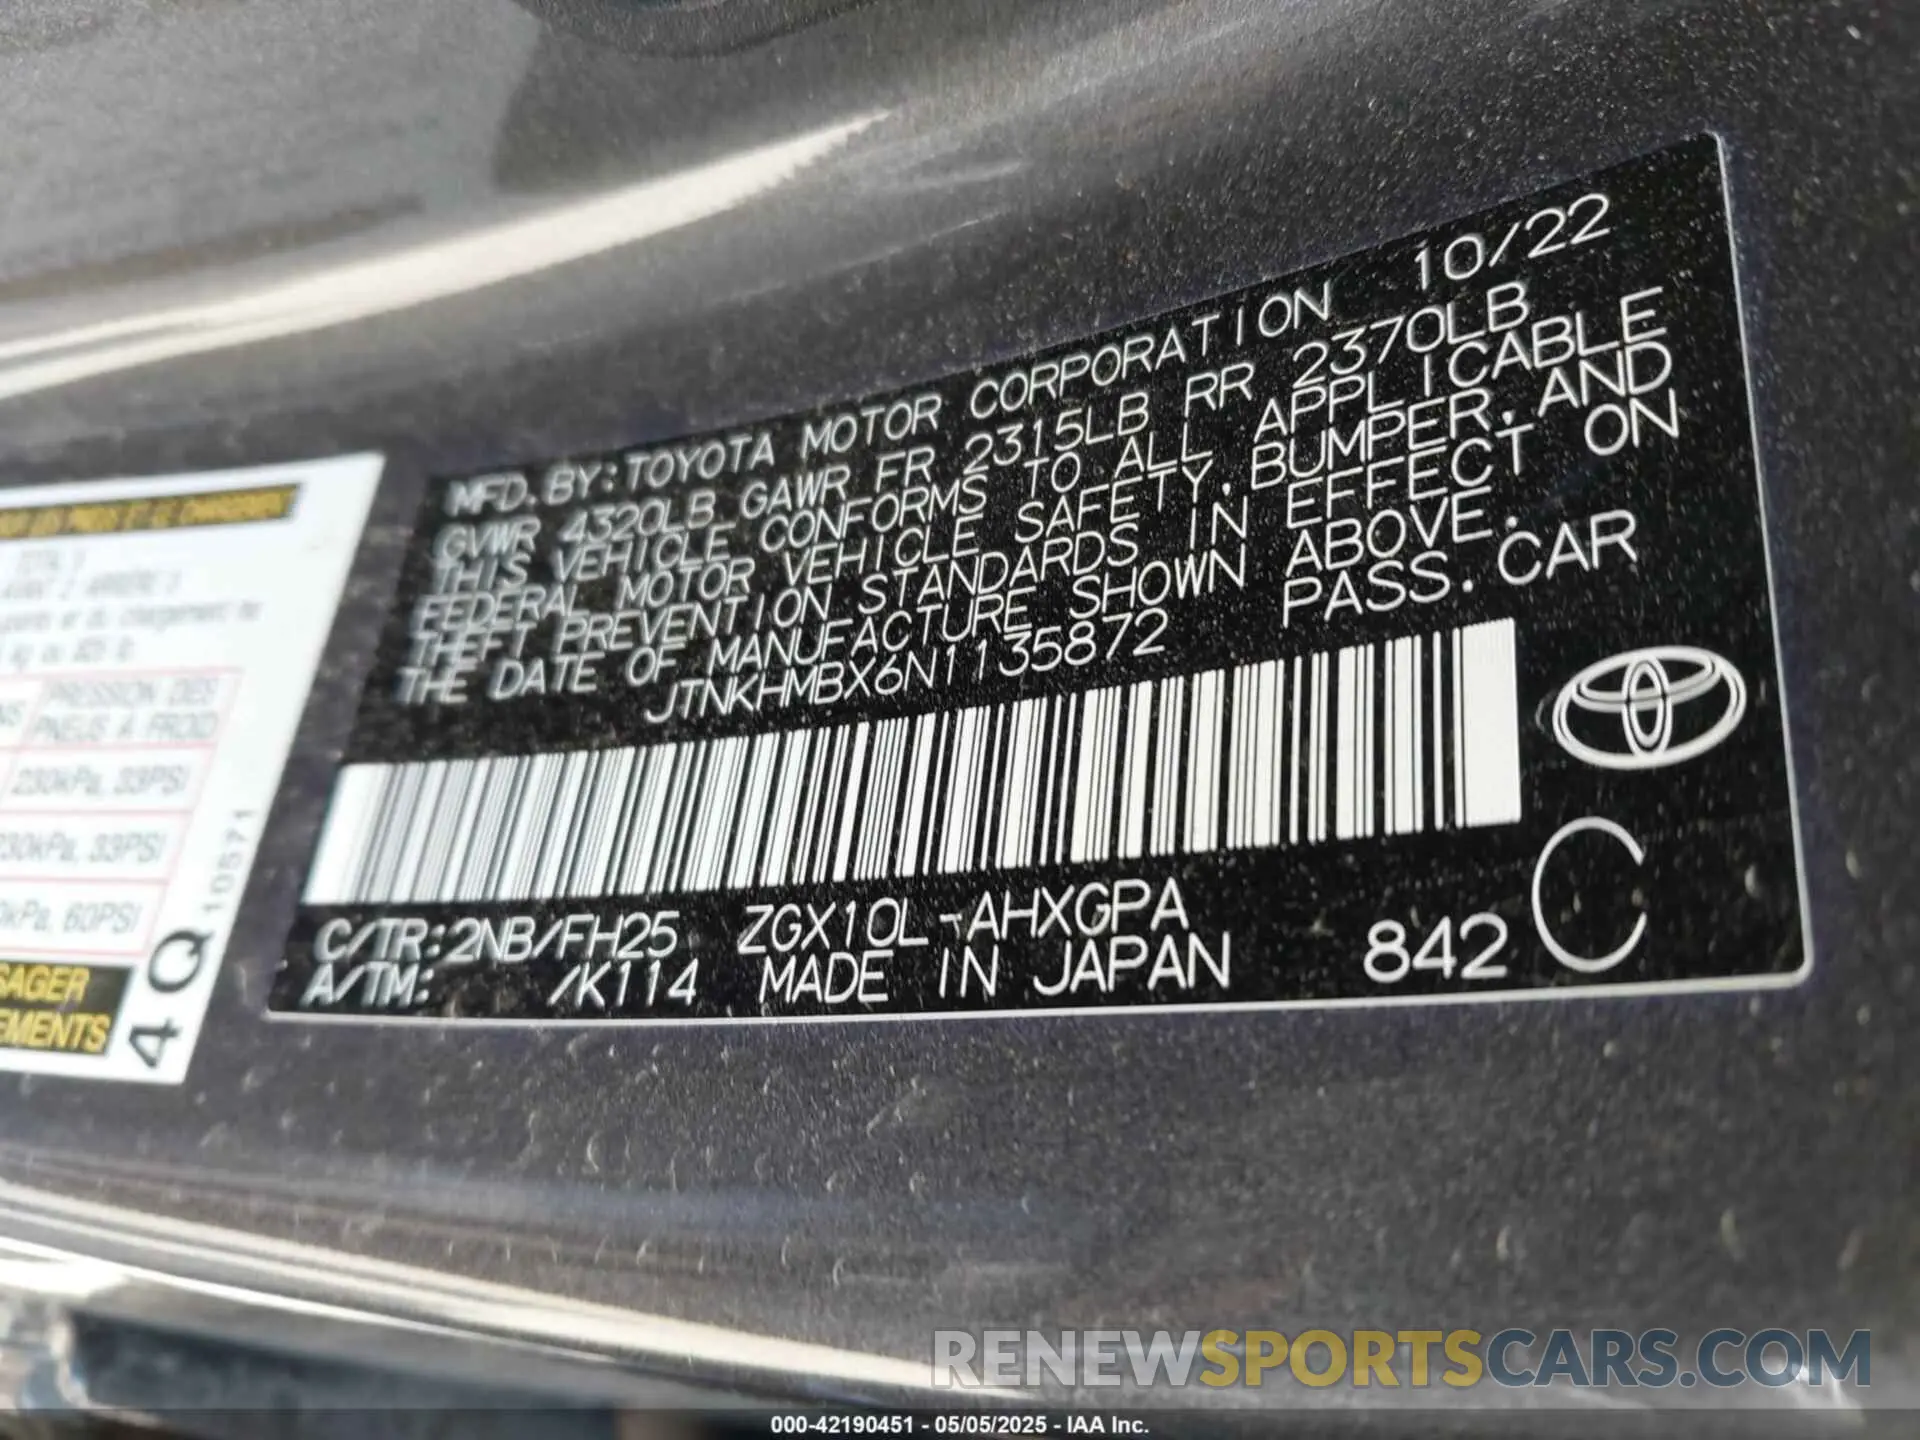 MFD. BY: TOYOTA MOTOR CORPORATION 10/22
GVWR 4320LB GAWR FR 2315LB RR 2370LB
THIS VEHICLE CONFORMS TO ALL APPLICABLE
FEDERAL MOTOR VEHICLE SAFETY, BUMPER, AND
THEFT PREVENTION STANDARDS IN EFFECT ON
THE DATE OF MANUFACTURE SHOWN ABOVE.
JTNKHMBX6N1135872 PASS. CAR
C/TR: 2NB/FH25 ZGX10L-AHXGPA
A/TM: /K114 MADE IN JAPAN 842 C
PRESSION DES
PNEUS À FROID
230kPa, 33PSI
230kPa, 33PSI
kPa, 60PSI
4Q 10571
RENEWSPORTSCARS.COM
000-42190451 - 05/05/2025 - IAA Inc.